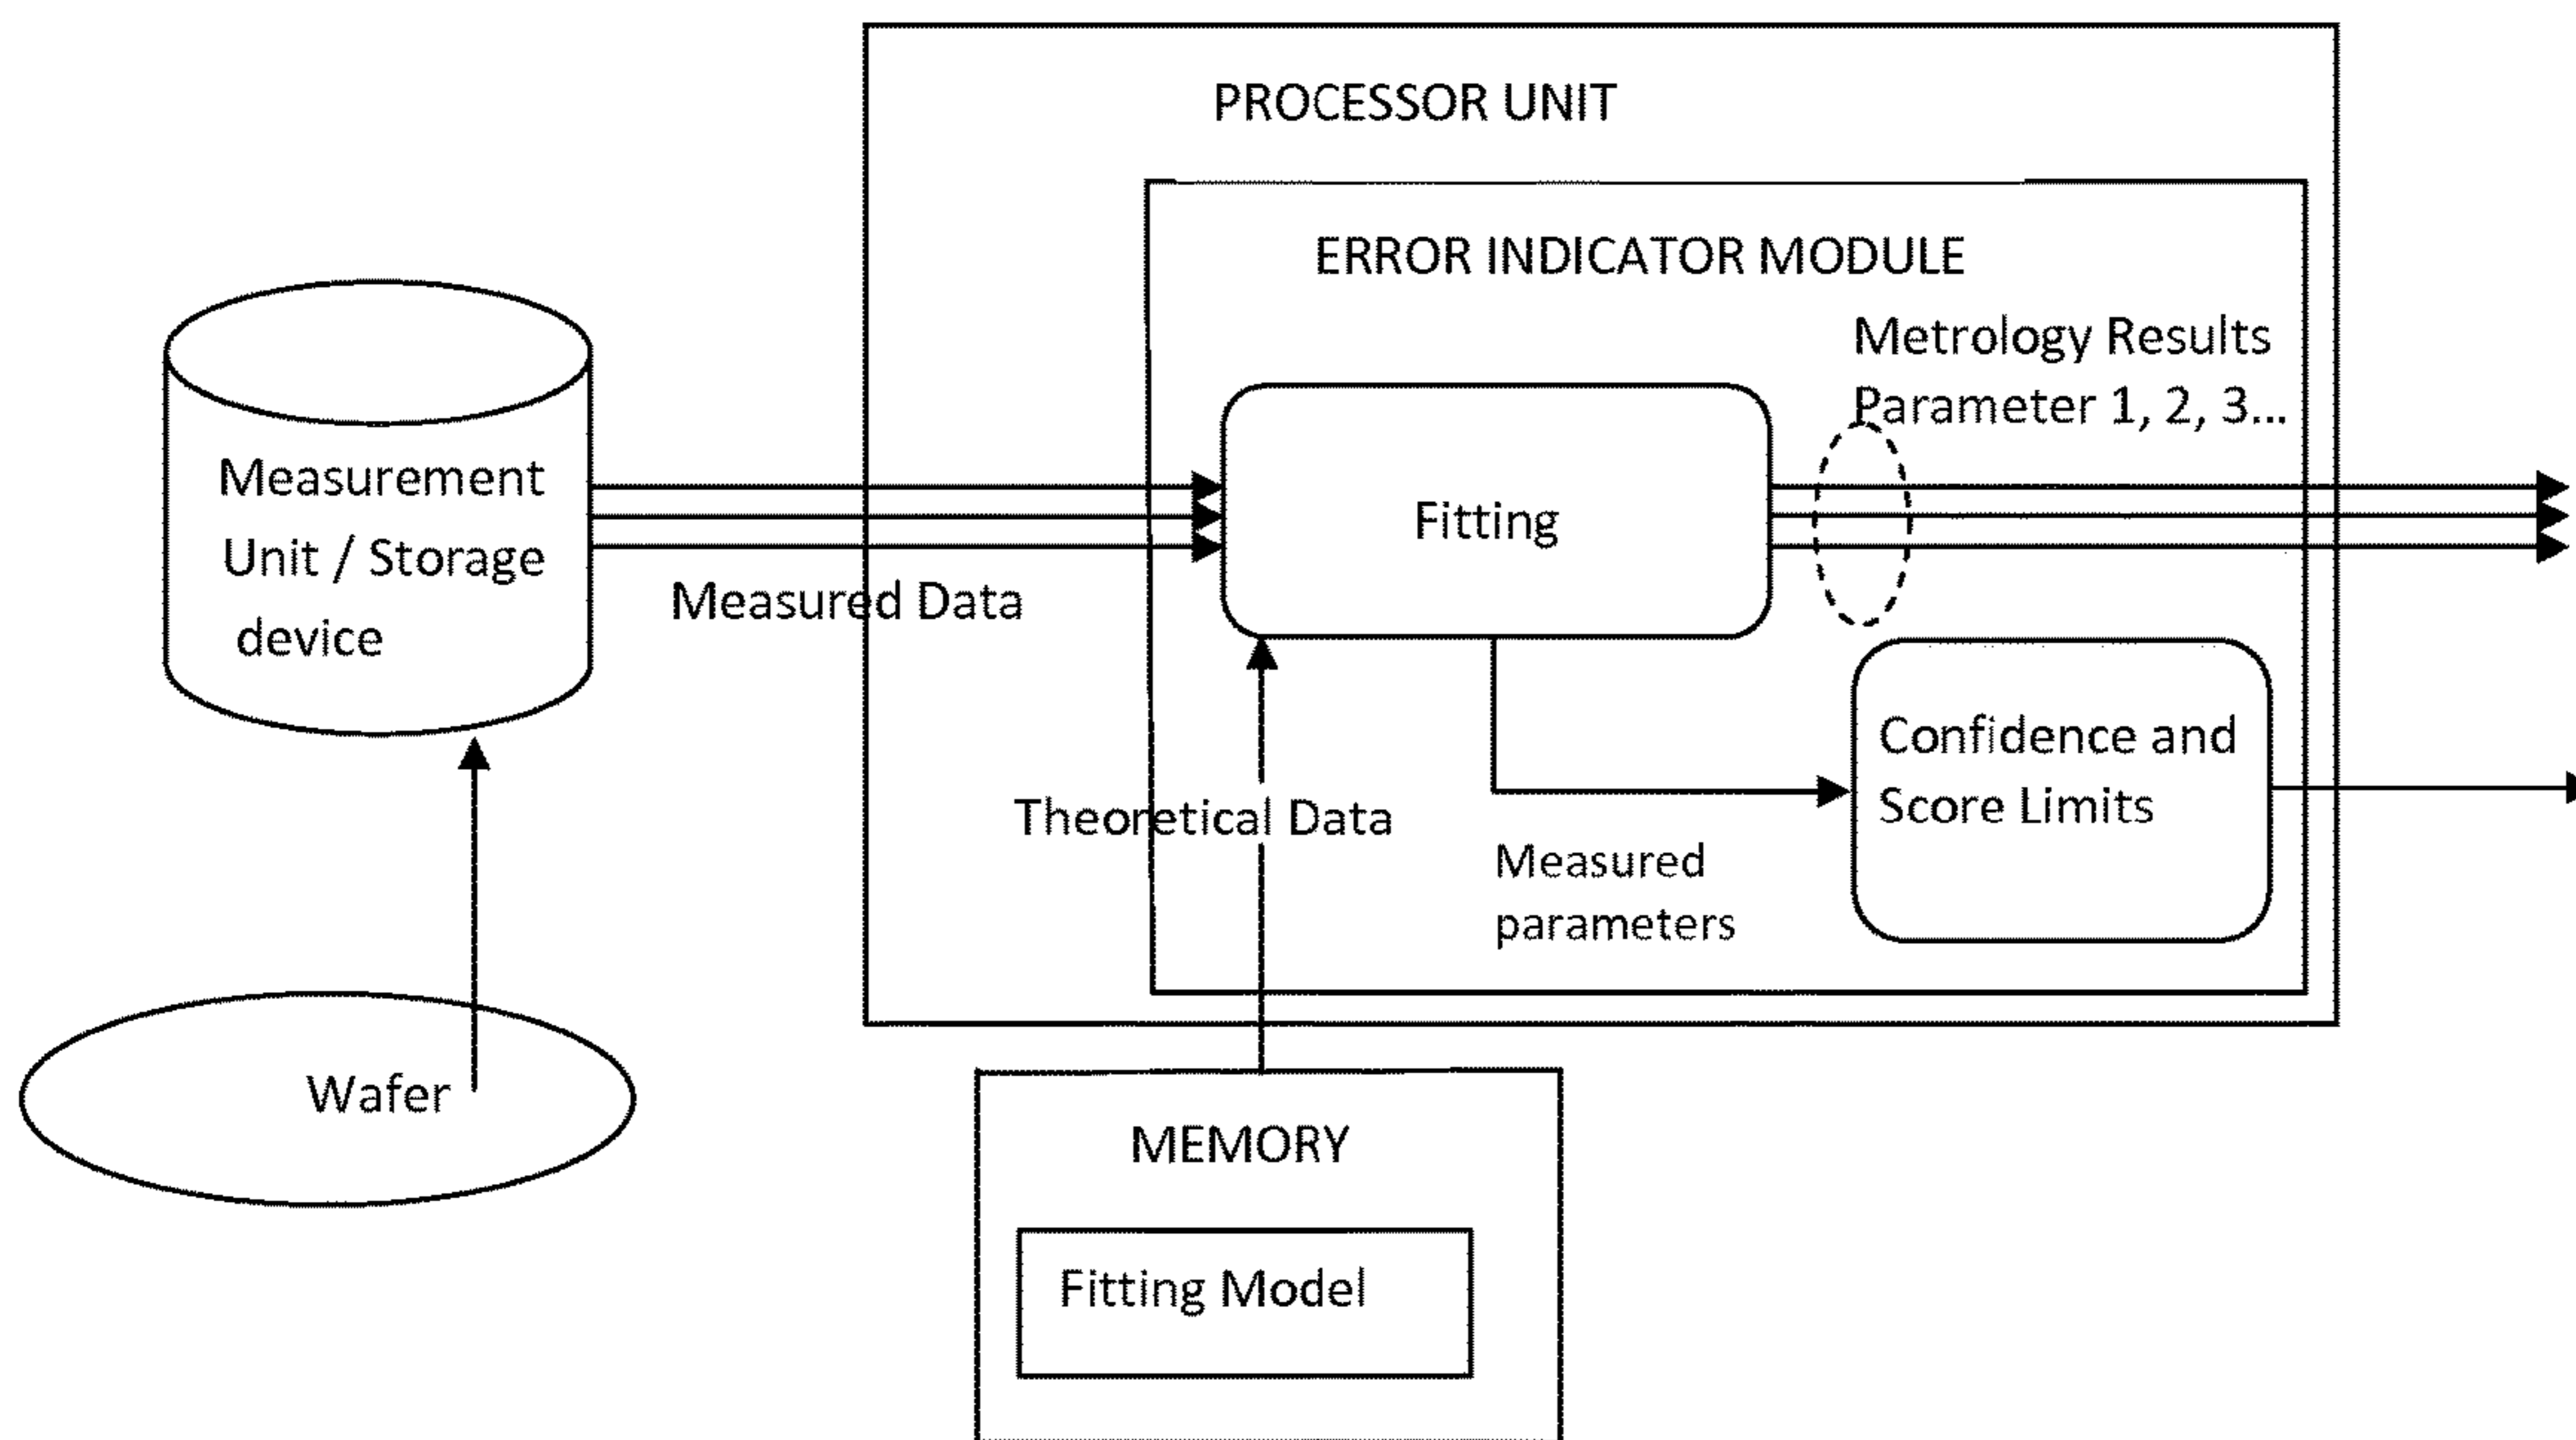 PROCESSOR UNIT
ERROR INDICATOR MODULE
Metrology Results
Parameter 1, 2, 3...
Measurement
Unit / Storage
device
Fitting
Measured Data
Confidence and
Score Limits
Theoretical Data
Measured
parameters
Wafer
MEMORY
Fitting Model